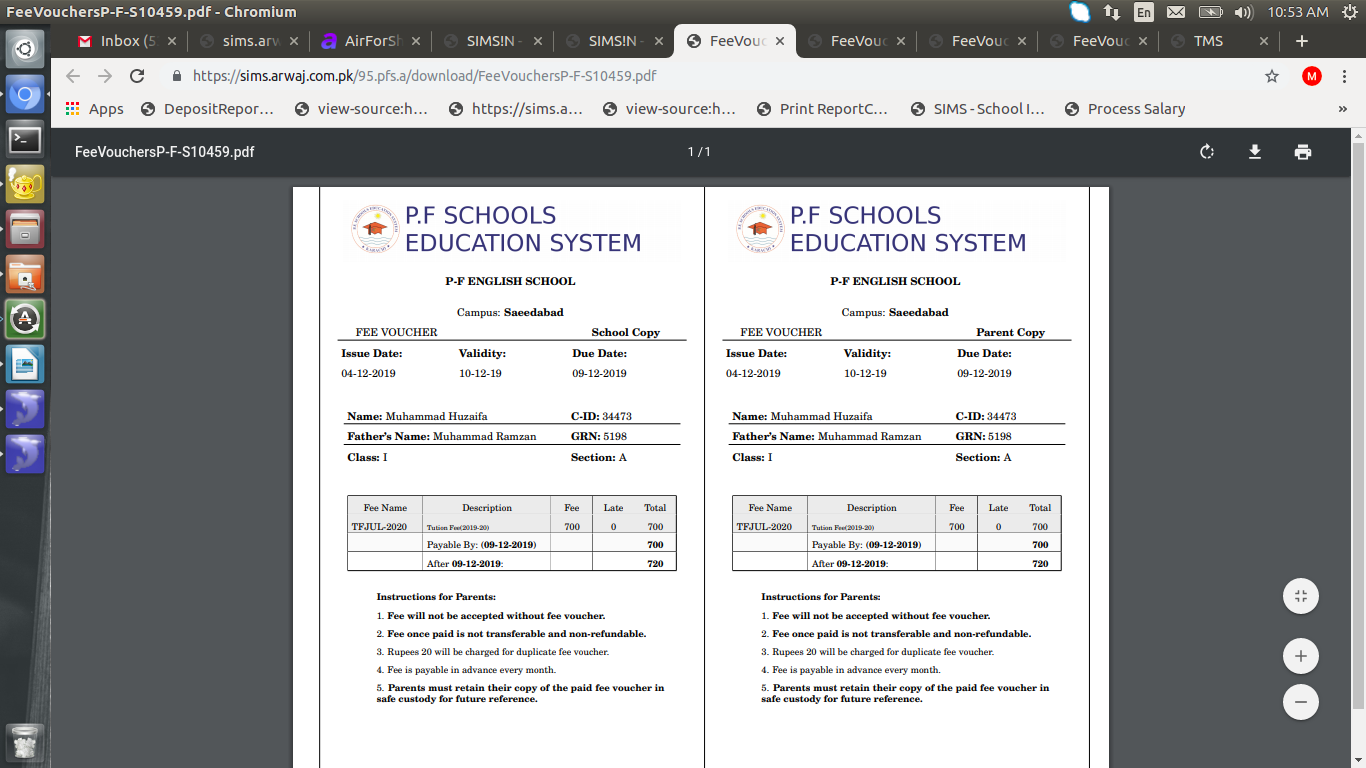 FeeVouchersP-F-S10459.pdf - Chromium
En
10:53 AM
Inbox (5
sims.arw
AirForSh
SIMS!N -
SIMS!N -
FeeVouc
FeeVouc
FeeVouc
FeeVouc
TMS
https://sims.arwaj.com.pk/95.pfs.a/download/FeeVouchersP-F-S10459.pdf
M
Apps
DepositRepor...
view-source:h...
https://sims.a...
view-source:h...
Print ReportC...
SIMS - School I...
Process Salary
»
FeeVouchersP-F-S10459.pdf
1 / 1
P.F SCHOOLS
EDUCATION SYSTEM
P-F ENGLISH SCHOOL
Campus: Saeedabad
FEE VOUCHER School Copy
Issue Date: Validity: Due Date:
04-12-2019 10-12-19 09-12-2019
Name: Muhammad Huzaifa C-ID: 34473
Father's Name: Muhammad Ramzan GRN: 5198
Class: I Section: A
Fee Name Description Fee Late Total
TFJUL-2020 Tution Fee(2019-20) 700 0 700
Payable By: (09-12-2019) 700
After 09-12-2019: 720
Instructions for Parents:
1. Fee will not be accepted without fee voucher.
2. Fee once paid is not transferable and non-refundable.
3. Rupees 20 will be charged for duplicate fee voucher.
4. Fee is payable in advance every month.
5. Parents must retain their copy of the paid fee voucher in
safe custody for future reference.
P.F SCHOOLS
EDUCATION SYSTEM
P-F ENGLISH SCHOOL
Campus: Saeedabad
FEE VOUCHER Parent Copy
Issue Date: Validity: Due Date:
04-12-2019 10-12-19 09-12-2019
Name: Muhammad Huzaifa C-ID: 34473
Father's Name: Muhammad Ramzan GRN: 5198
Class: I Section: A
Fee Name Description Fee Late Total
TFJUL-2020 Tution Fee(2019-20) 700 0 700
Payable By: (09-12-2019) 700
After 09-12-2019: 720
Instructions for Parents:
1. Fee will not be accepted without fee voucher.
2. Fee once paid is not transferable and non-refundable.
3. Rupees 20 will be charged for duplicate fee voucher.
4. Fee is payable in advance every month.
5. Parents must retain their copy of the paid fee voucher in
safe custody for future reference.